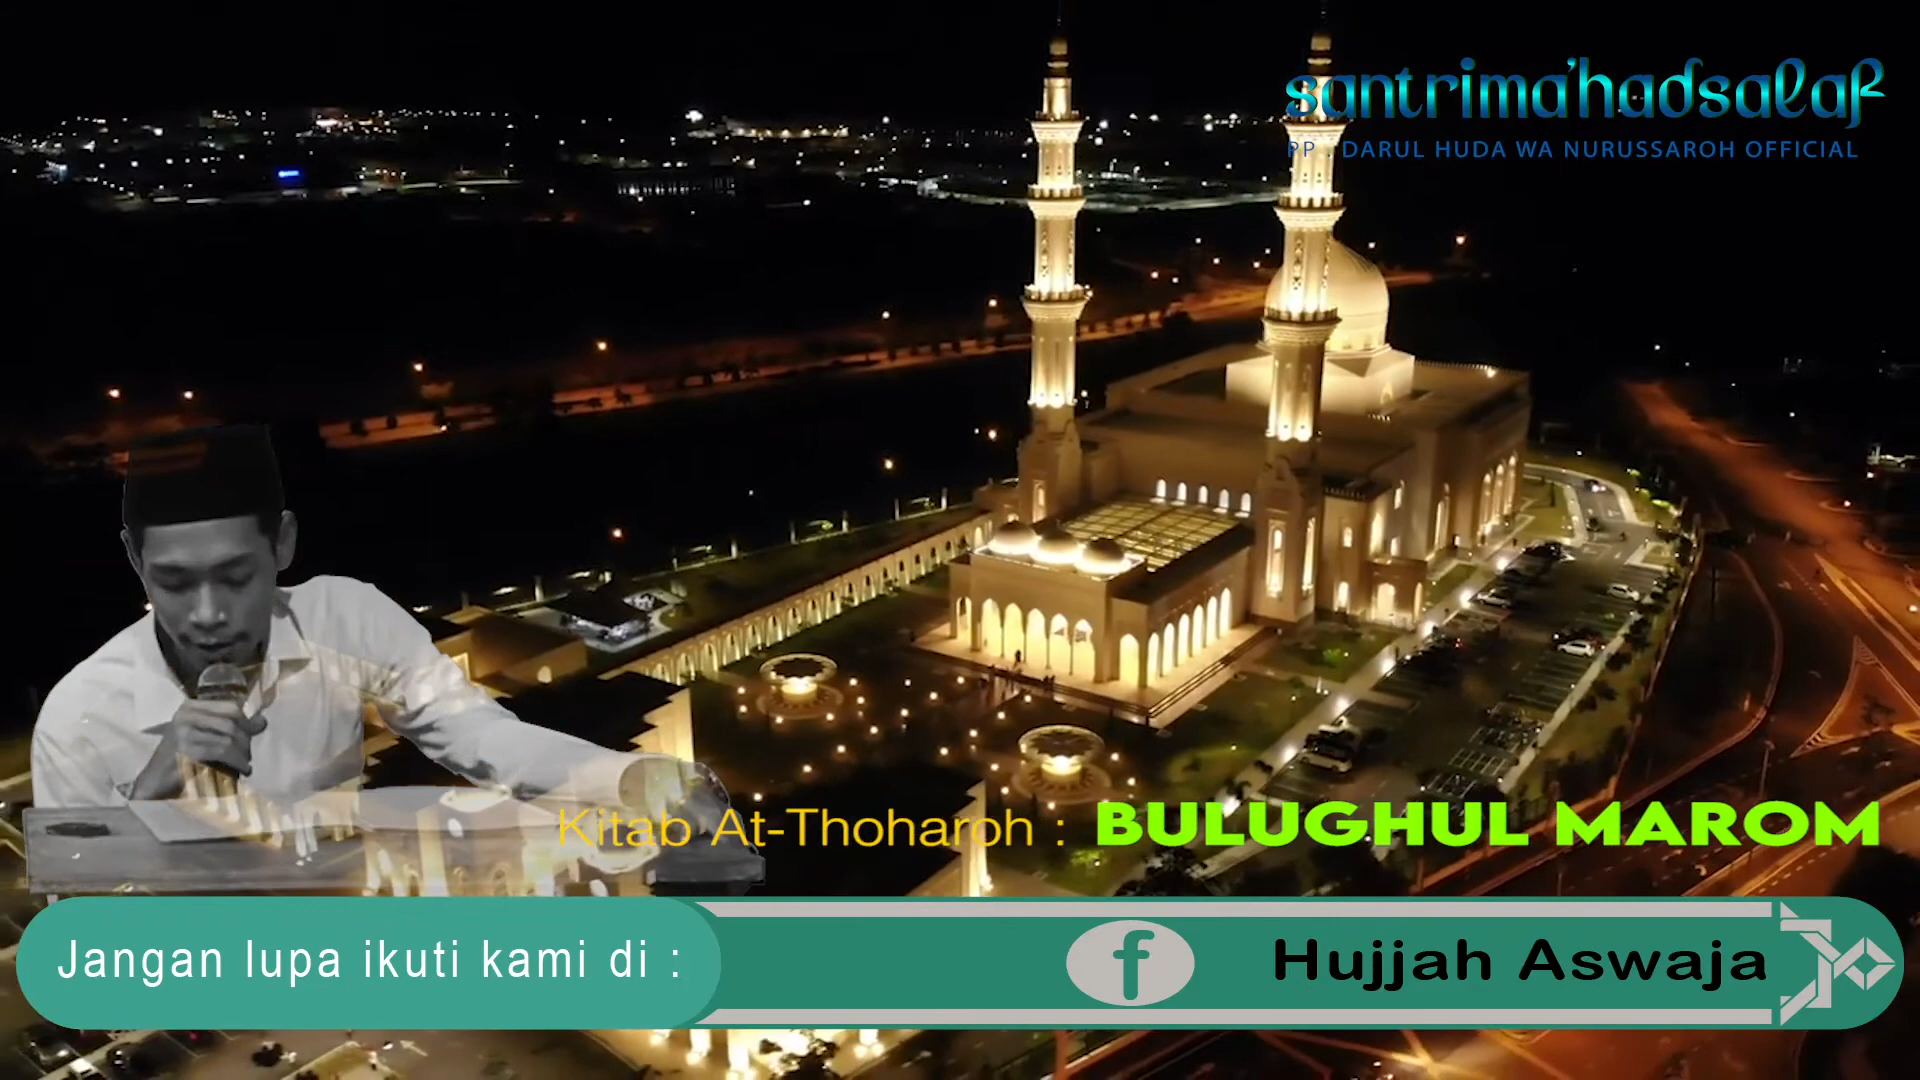 santrima'hadsalaf
PP . DARUL HUDA WA NURUSSAROH OFFICIAL
Kitab At-Thoharoh : BULUGHUL MAROM
Jangan lupa ikuti kami di :
f Hujjah Aswaja